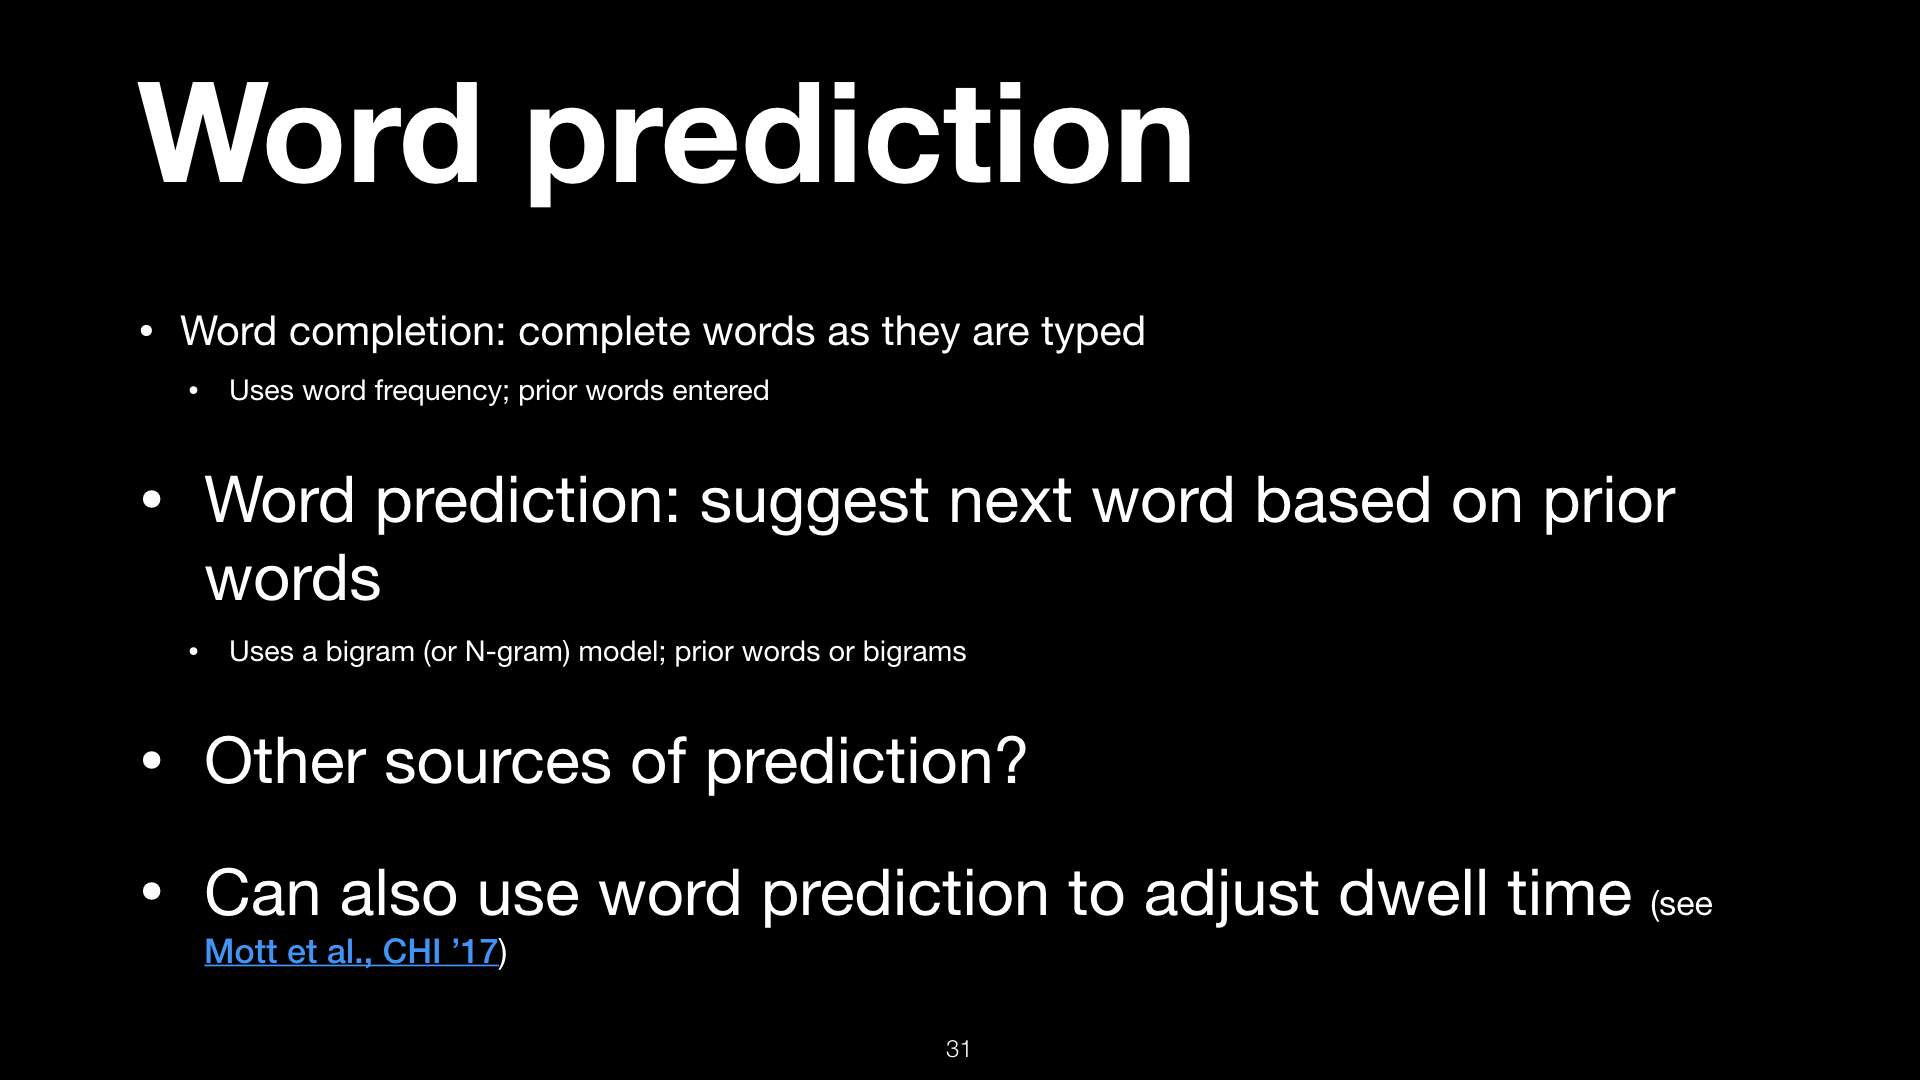 Word prediction
• Word completion: complete words as they are typed
• Uses word frequency; prior words entered
• Word prediction: suggest next word based on prior
words
• Uses a bigram (or N-gram) model; prior words or bigrams
• Other sources of prediction?
• Can also use word prediction to adjust dwell time (see
Mott et al., CHI ’17)
31